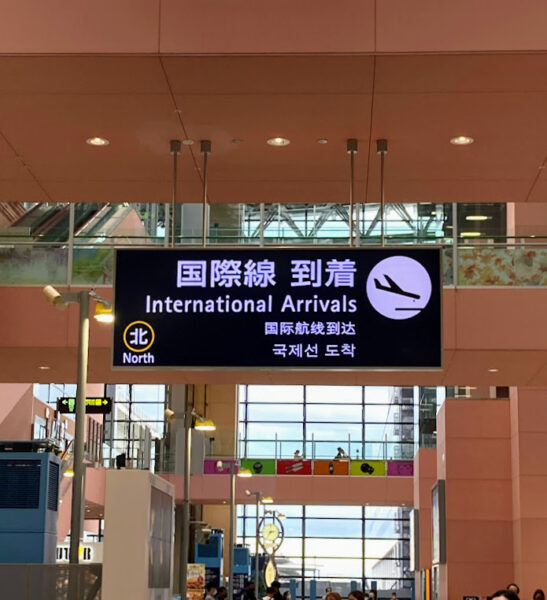 国際線 到着
International Arrivals
国际航线到达
국제선 도착
北
North